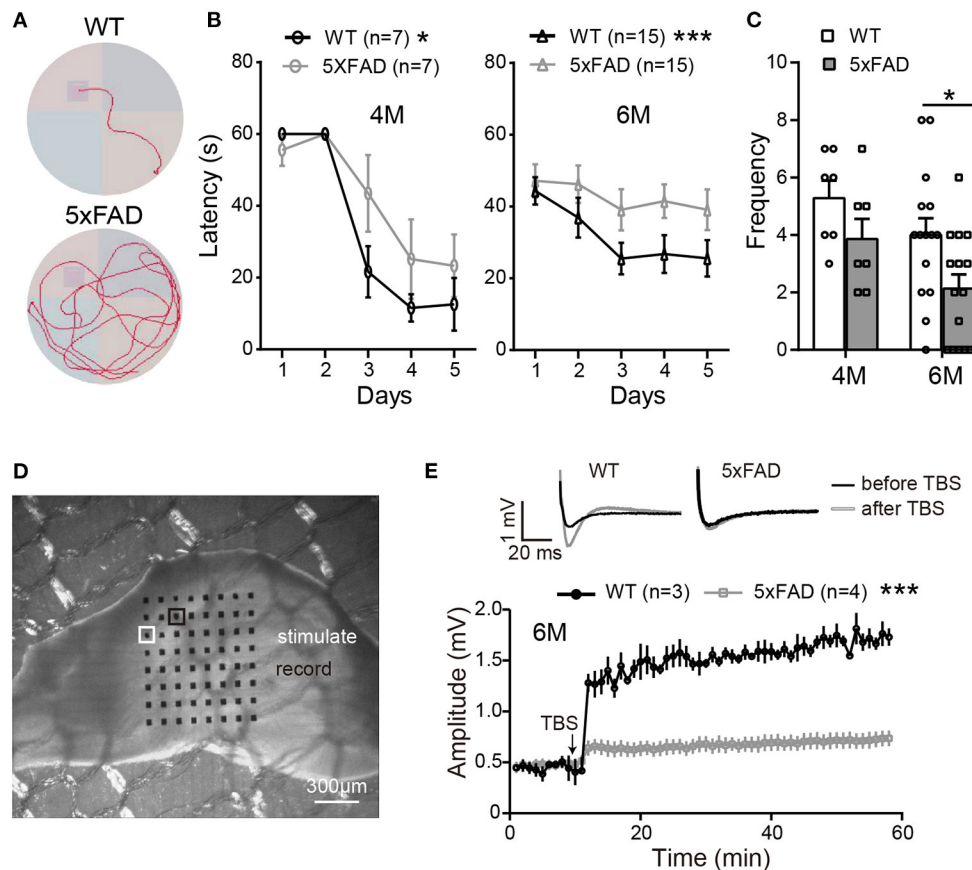 A
WT
5xFAD
B
WT (n=7) *
5XFAD (n=7)
80
60
40
20
0
Latency (s)
4M
1 2 3 4 5
Days
WT (n=15) ***
5xFAD (n=15)
80
60
40
20
0
6M
1 2 3 4 5
Days
C
WT
5xFAD
*
10
8
6
4
2
0
Frequency
4M 6M
D
stimulate
record
300μm
E
WT
5xFAD
before TBS
after TBS
1 mV
20 ms
WT (n=3)
5xFAD (n=4) ***
2.0
1.5
1.0
0.5
0.0
Amplitude (mV)
6M
TBS
0 20 40 60
Time (min)